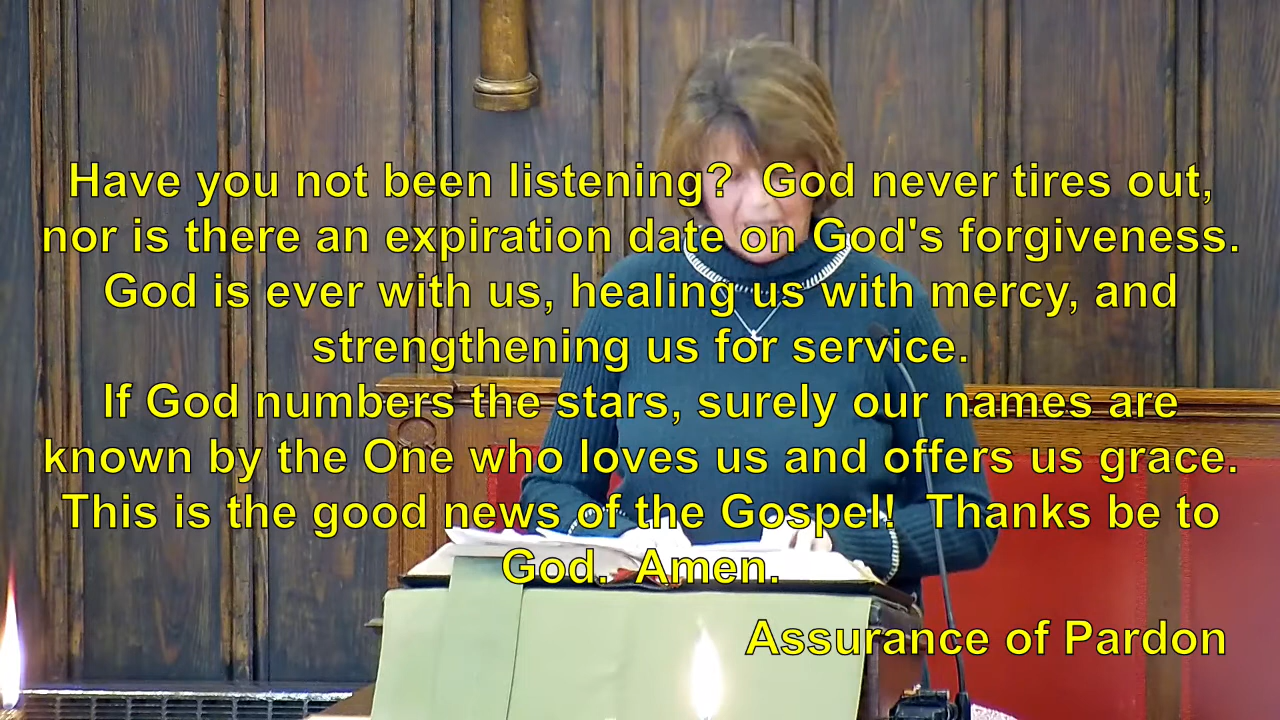 Have you not been listening?  God never tires out,
nor is there an expiration date on God's forgiveness.
God is ever with us, healing us with mercy, and
strengthening us for service.
If God numbers the stars, surely our names are
known by the One who loves us and offers us grace.
This is the good news of the Gospel!  Thanks be to
God.  Amen.
Assurance of Pardon